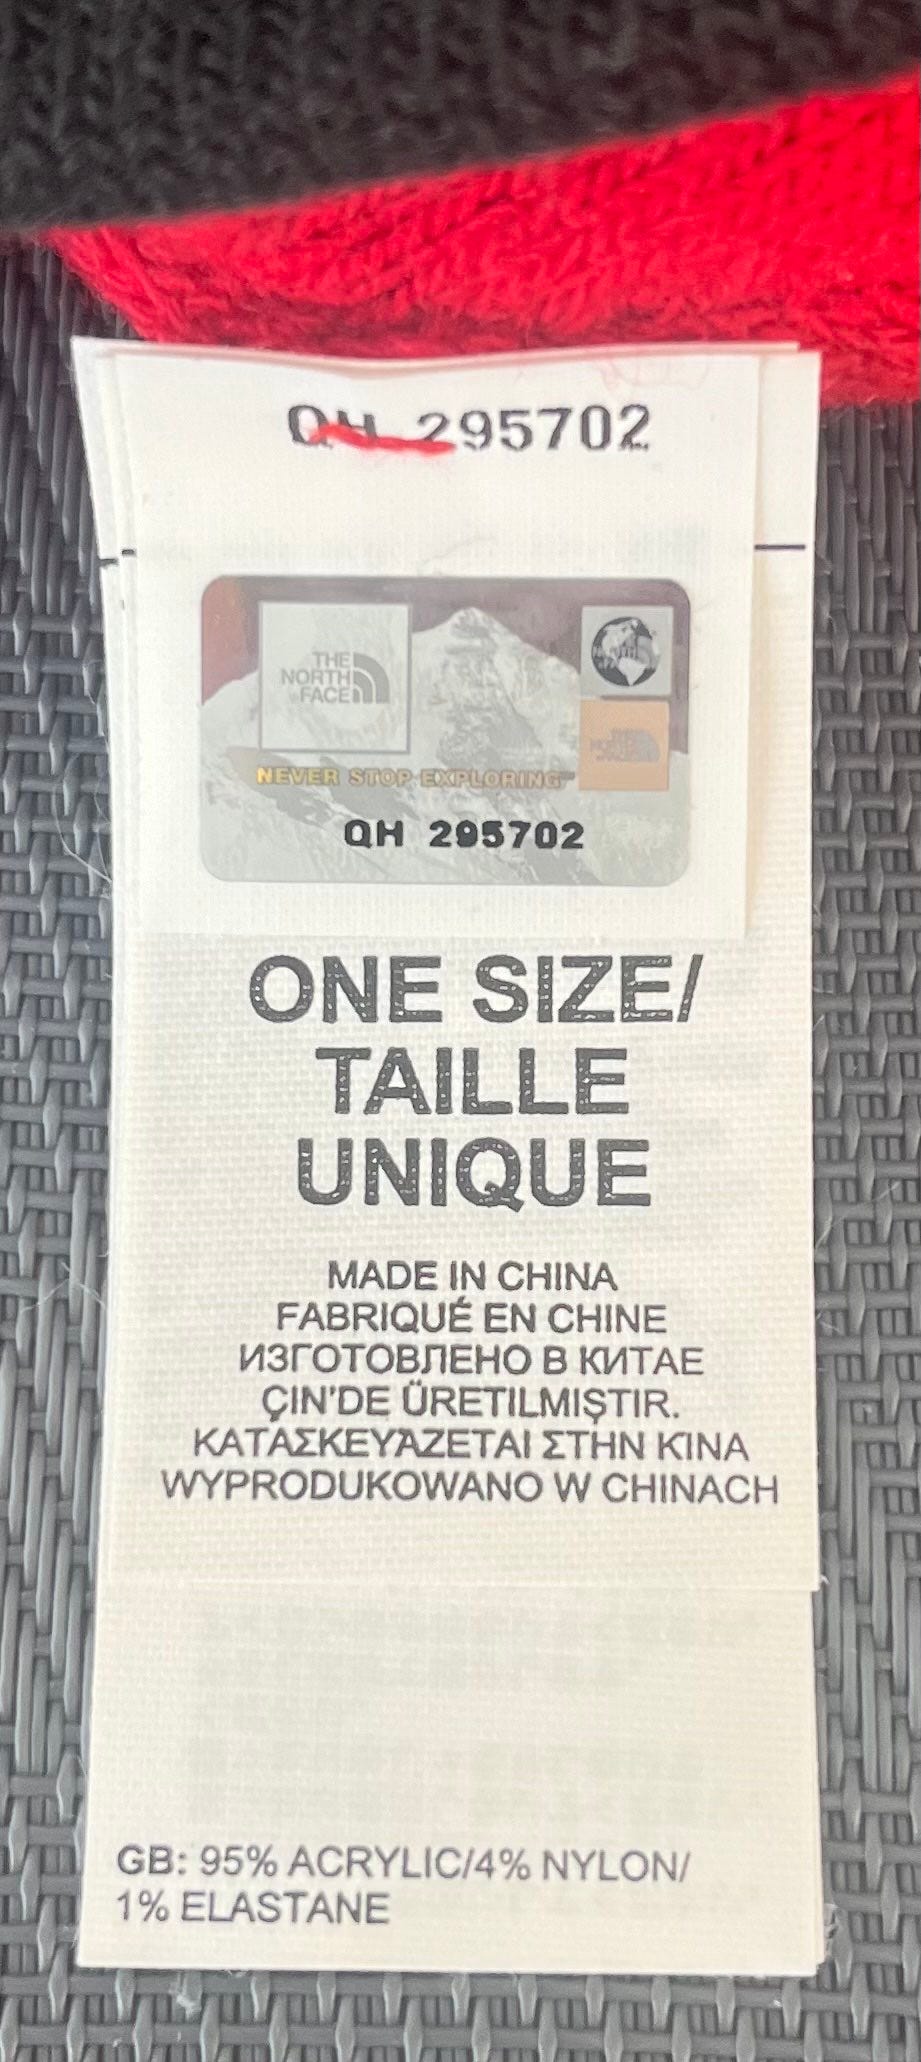 QH 295702
THE
NORTH
FACE
NEVER STOP EXPLORING
QH 295702
ONE SIZE/
TAILLE
UNIQUE
MADE IN CHINA
FABRIQUÉ EN CHINE
ИЗГОТОВЛЕНО В КИТАЕ
ÇIN'DE ÜRETILMIŞTIR.
ΚΑΤΑΣΚΕΥΆΖΕΤΑΙ ΣΤΗΝ ΚΙΝΑ
WYPRODUKOWANO W CHINACH
GB: 95% ACRYLIC/4% NYLON/
1% ELASTANE